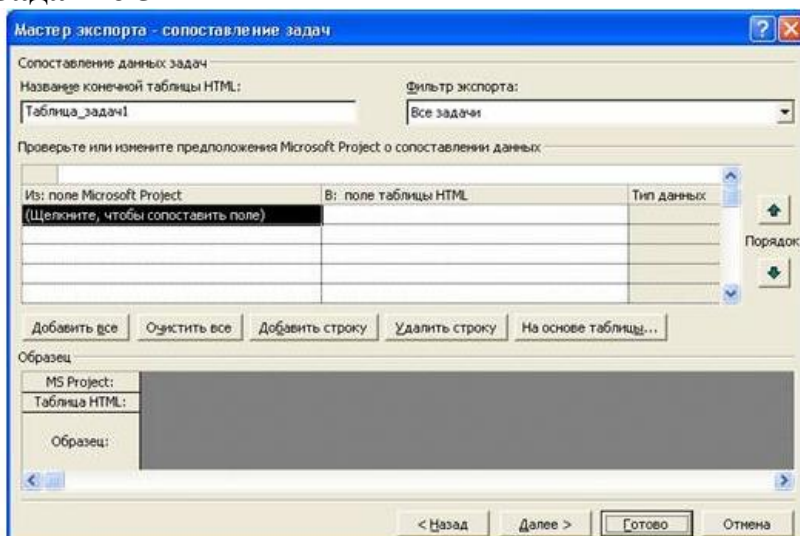 Мастер экспорта - сопоставление задач
Сопоставление данных задач
Название конечной таблицы HTML:
Фильтр экспорта:
Таблица_задач1
Все задачи
Проверьте или измените предположения Microsoft Project о сопоставлении данных
Из: поле Microsoft Project
В: поле таблицы HTML
Тип данных
(Щелкните, чтобы сопоставить поле)
Порядок
Добавить все
Очистить все
Добавить строку
Удалить строку
На основе таблицы...
Образец
MS Project:
Таблица HTML:
Образец:
< Назад
Далее >
Готово
Отмена